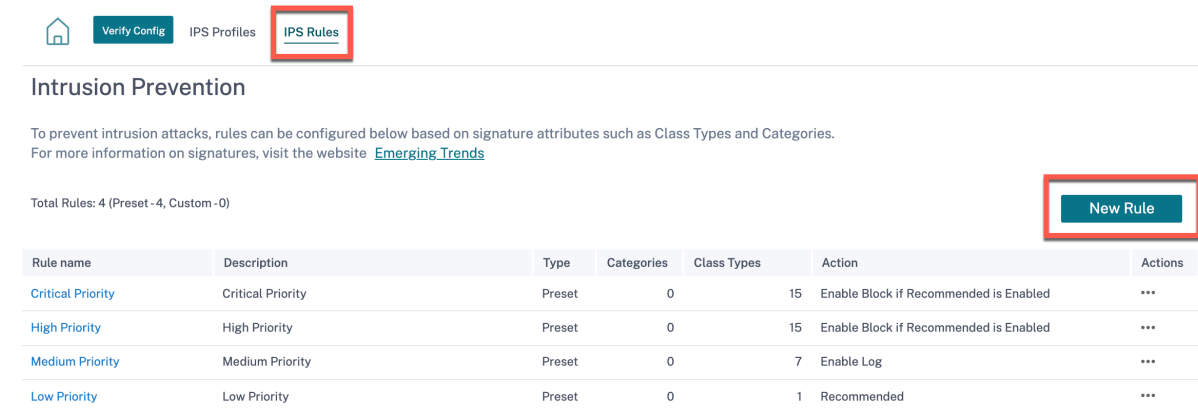 Verify Config IPS Profiles IPS Rules
Intrusion Prevention
To prevent intrusion attacks, rules can be configured below based on signature attributes such as Class Types and Categories.
For more information on signatures, visit the website Emerging Trends
Total Rules: 4 (Preset - 4, Custom - 0)
New Rule
Rule name Description Type Categories Class Types Action Actions
Critical Priority Critical Priority Preset 0 15 Enable Block if Recommended is Enabled •••
High Priority High Priority Preset 0 15 Enable Block if Recommended is Enabled •••
Medium Priority Medium Priority Preset 0 7 Enable Log •••
Low Priority Low Priority Preset 0 1 Recommended •••